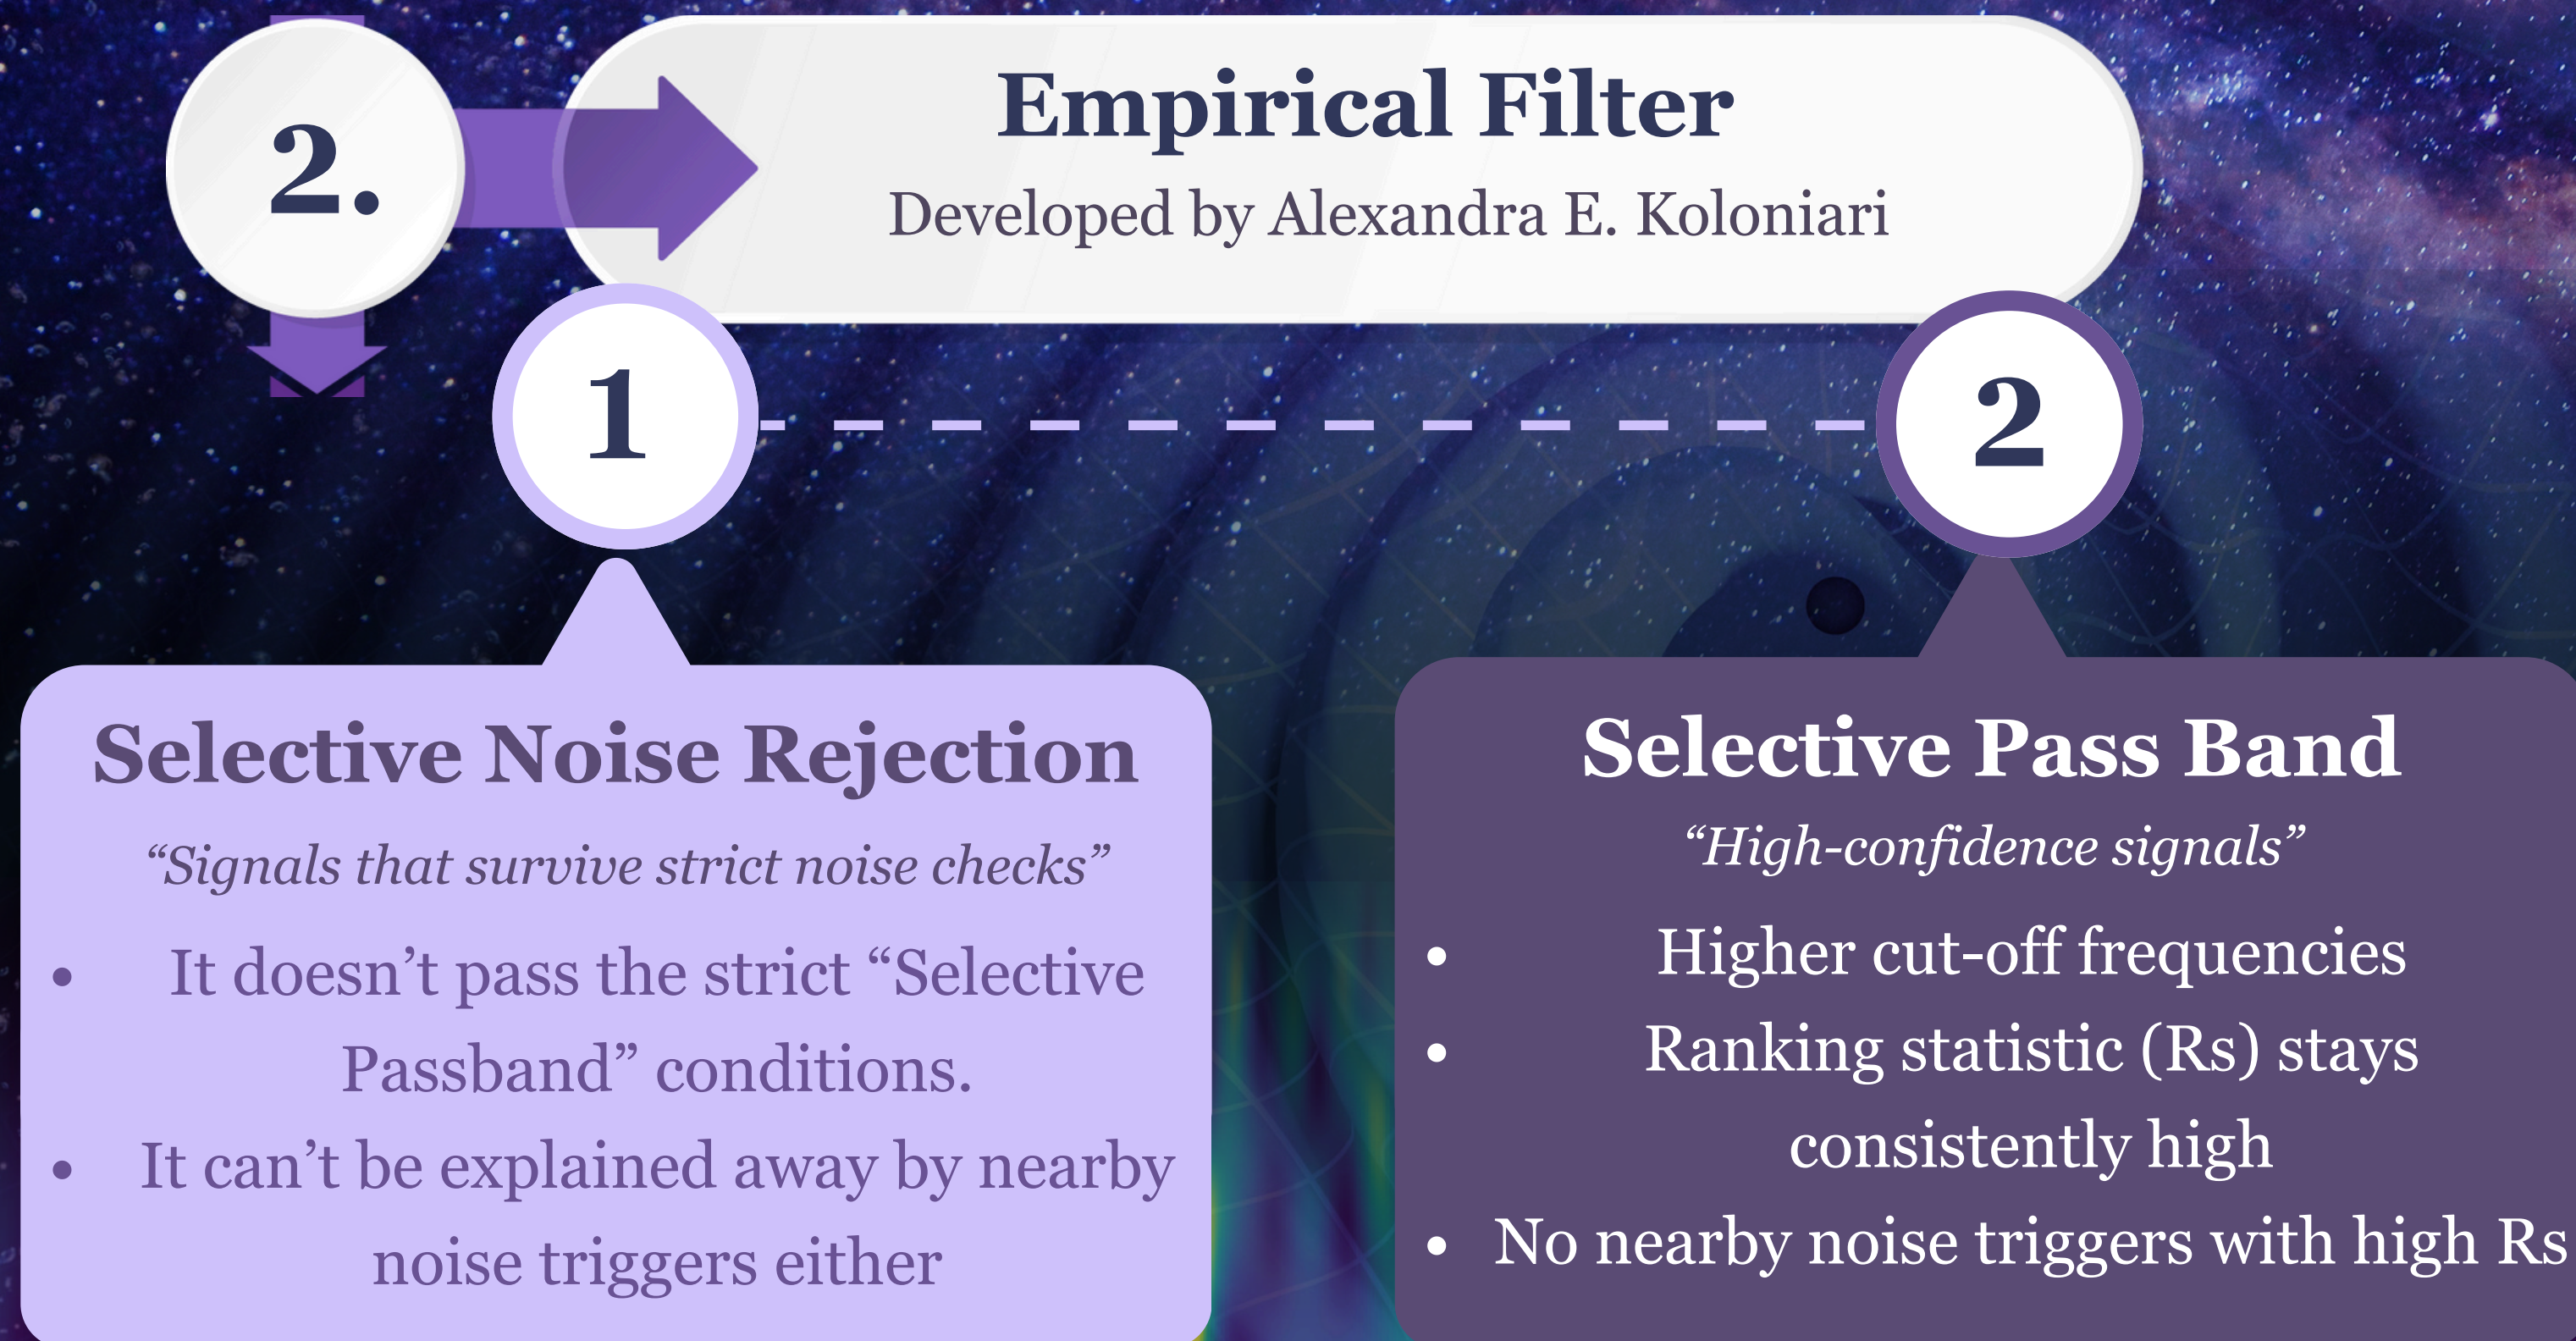 2.
Empirical Filter
Developed by Alexandra E. Koloniari
1
2
Selective Noise Rejection
“Signals that survive strict noise checks”
• It doesn’t pass the strict “Selective
Passband” conditions.
• It can’t be explained away by nearby
noise triggers either
Selective Pass Band
“High-confidence signals”
• Higher cut-off frequencies
• Ranking statistic (Rs) stays
consistently high
• No nearby noise triggers with high Rs